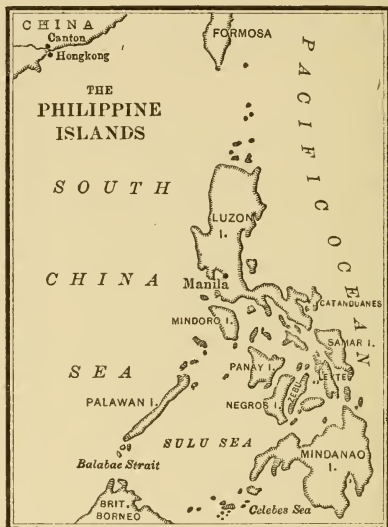 CHINA
Canton
Hongkong
FORMOSA
THE
PHILIPPINE
ISLANDS
PACIFIC OCEAN
SOUTH
CHINA
SEA
LUZON
I.
Manila
CATANDUANES
MINDORO I.
SAMAR I.
PANAY I.
LEYTE
ZEBU
NEGROS I.
PALAWAN I.
SULU SEA
MINDANAO
I.
Balabac Strait
BRIT.
BORNEO
Celebes Sea